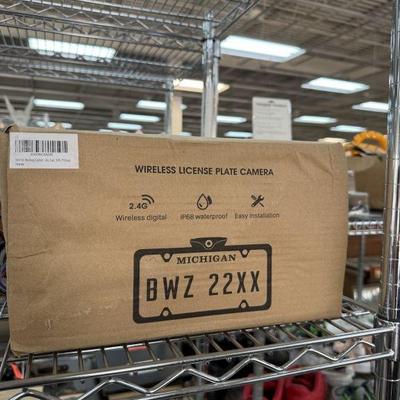 WIRELESS LICENSE PLATE CAMERA
2.4G
Wireless digital
IP68 waterproof
Easy installation
MICHIGAN
BWZ 22XX